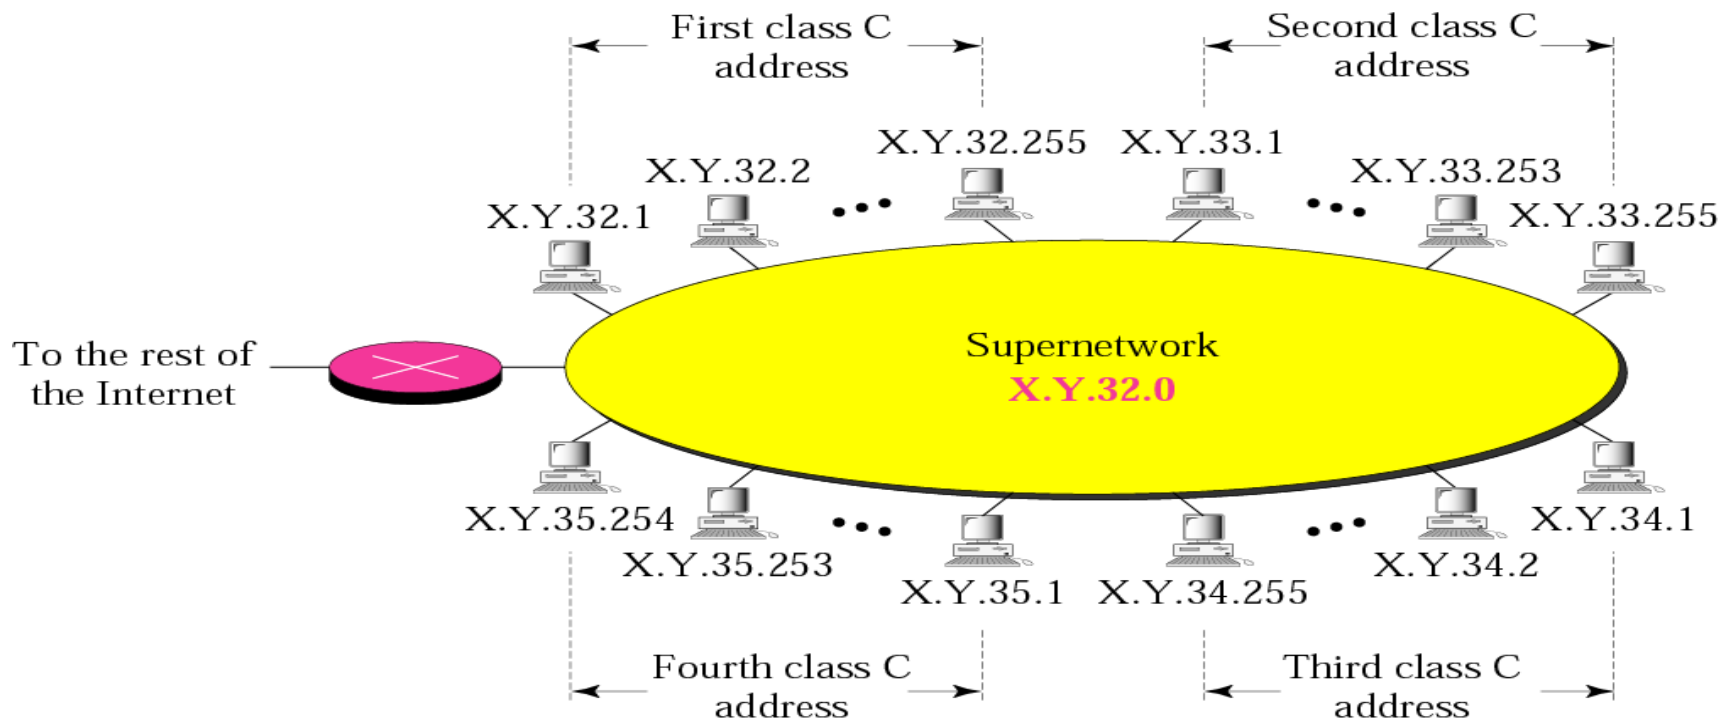 First class C
address
Second class C
address
X.Y.32.255
X.Y.33.1
X.Y.32.2
X.Y.33.253
X.Y.32.1
X.Y.33.255
To the rest of
the Internet
Supernetwork
X.Y.32.0
X.Y.35.254
X.Y.34.1
X.Y.35.253
X.Y.34.2
X.Y.35.1
X.Y.34.255
Fourth class C
address
Third class C
address